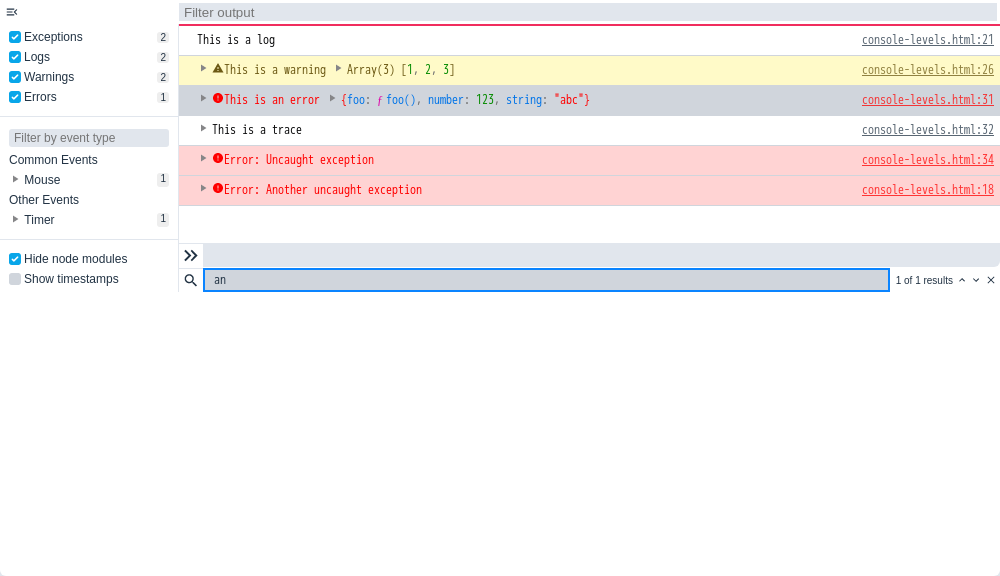 Filter output
Exceptions 2
Logs 2
Warnings 2
Errors 1
Filter by event type
Common Events
Mouse 1
Other Events
Timer 1
Hide node modules
Show timestamps
This is a log console-levels.html:21
This is a warning Array(3) [1, 2, 3] console-levels.html:26
This is an error {foo: ƒ foo(), number: 123, string: "abc"} console-levels.html:31
This is a trace console-levels.html:32
Error: Uncaught exception console-levels.html:34
Error: Another uncaught exception console-levels.html:18
an 1 of 1 results